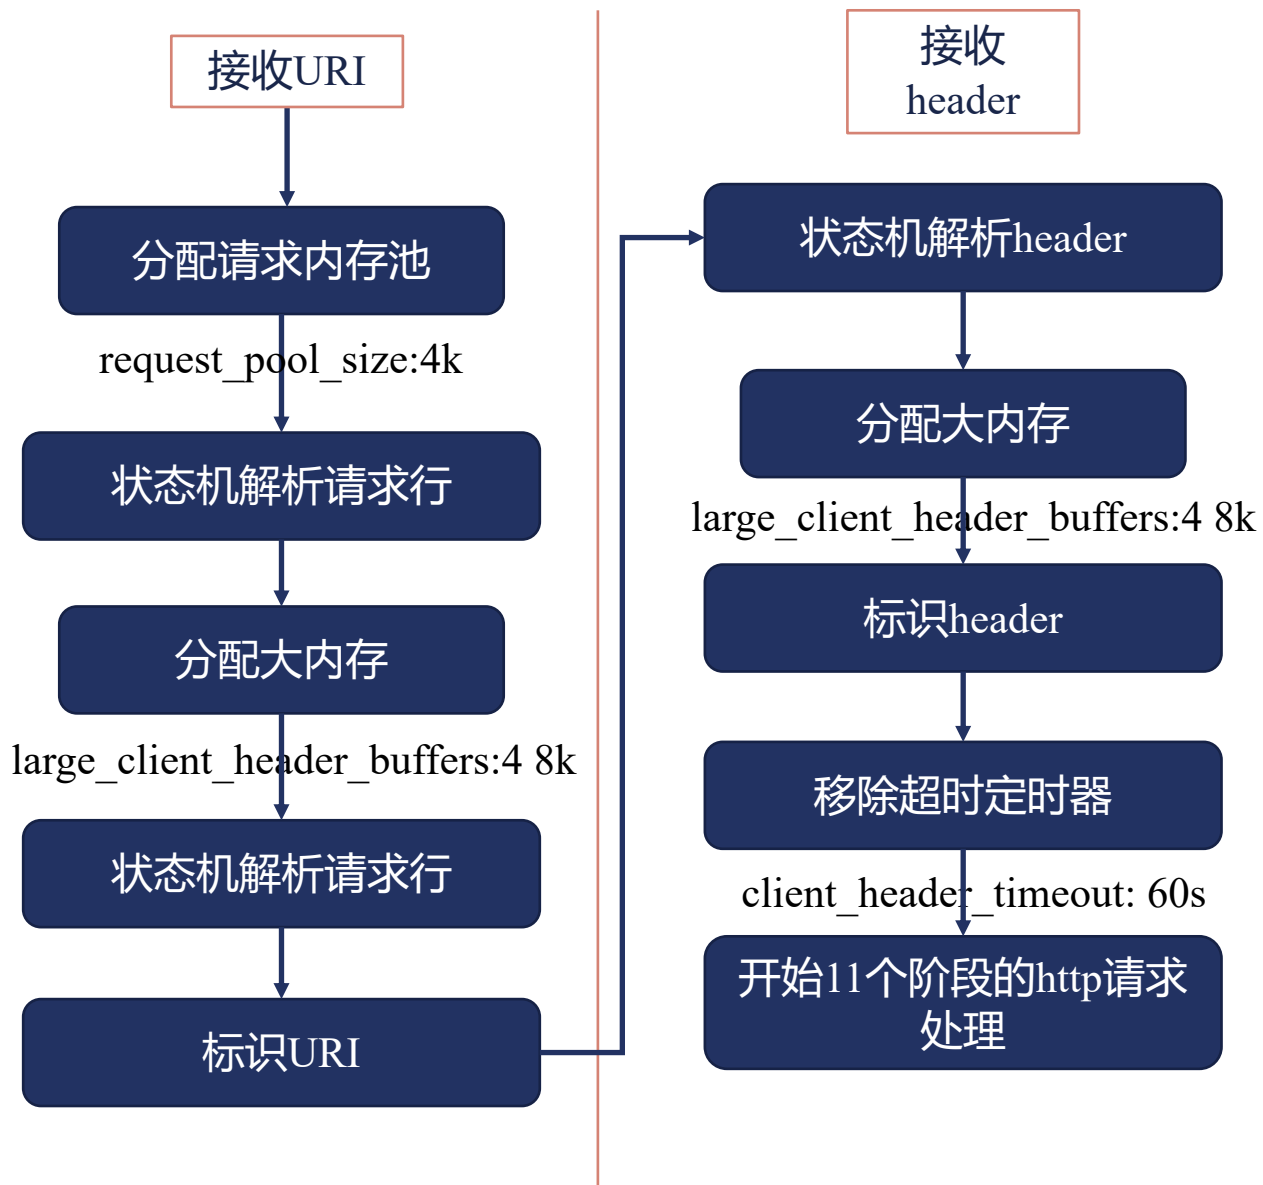 接收URI
分配请求内存池
request_pool_size:4k
状态机解析请求行
分配大内存
large_client_header_buffers:4 8k
状态机解析请求行
标识URI
接收
header
状态机解析header
分配大内存
large_client_header_buffers:4 8k
标识header
移除超时定时器
client_header_timeout: 60s
开始11个阶段的http请求
处理